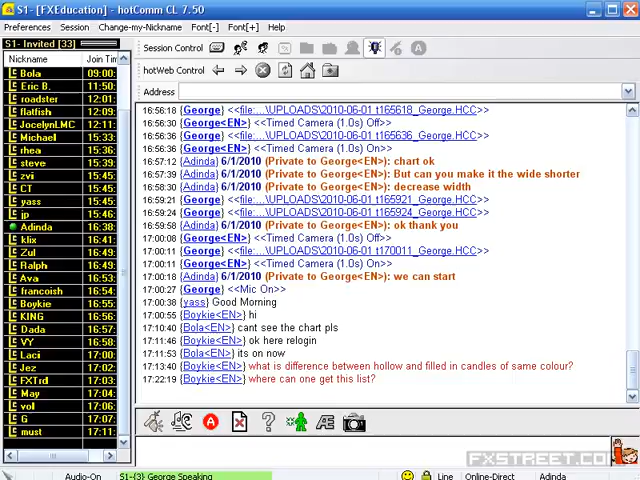 S1- [FXEducation] - hotComm CL 7.50
Preferences Session Change-my-Nickname Font[-] Font[+] Help
S1- Invited [33]
Session Control
Nickname Join Tim
hotWeb Control
Address
Bola 09:00:
Eric B. 11:50:
roadster 12:01:
flatfish 12:09:
JocelynLMC 12:11:
Michael 15:33:
rhea 15:36:
steve 15:39:
zvi 15:45:
CT 15:45:
yass 15:46:
jp 15:46:
Adinda 16:38:
klix 16:39:
Zul 16:49:
Ralph 16:49:
Ava 16:53:
francoish 16:54:
Boykie 16:56:
KING 16:56:
Dada 16:59:
VY 16:58:
Laci 17:00:
Jez 17:02:
FXTrd 17:03:
May 17:04:
vol 17:06:
G 17:07:
must 17:11:
16:56:18 {George} <<file:...\UPLOADS\2010-06-01 t165618_George.HCC>>
16:56:30 {George<EN>} <<Timed Camera (1.0s) Off>>
16:56:36 {George} <<file:...\UPLOADS\2010-06-01 t165636_George.HCC>>
16:56:38 {George<EN>} <<Timed Camera (1.0s) On>>
16:57:12 {Adinda} 6/1/2010 (Private to George<EN>): chart ok
16:57:39 {Adinda} 6/1/2010 (Private to George<EN>): But can you make it the wide shorter
16:58:30 {Adinda} 6/1/2010 (Private to George<EN>): decrease width
16:59:21 {George} <<file:...\UPLOADS\2010-06-01 t165921_George.HCC>>
16:59:24 {George} <<file:...\UPLOADS\2010-06-01 t165924_George.HCC>>
16:59:58 {Adinda} 6/1/2010 (Private to George<EN>): ok thank you
17:00:08 {George<EN>} <<Timed Camera (1.0s) Off>>
17:00:11 {George} <<file:...\UPLOADS\2010-06-01 t170011_George.HCC>>
17:00:11 {George<EN>} <<Timed Camera (1.0s) On>>
17:00:18 {Adinda} 6/1/2010 (Private to George<EN>): we can start
17:00:27 {George} <<Mic On>>
17:00:38 {yass} Good Morning
17:00:55 {Boykie<EN>} hi
17:10:40 {Bola<EN>} cant see the chart pls
17:11:46 {Boykie<EN>} ok here relogin
17:11:53 {Bola<EN>} its on now
17:13:40 {Boykie<EN>} what is difference between hollow and filled in candles of same colour?
17:22:19 {Boykie<EN>} where can one get this list?
FXSTREET.COM
Audio-On S1-{3} George Speaking Line Online-Direct Adinda